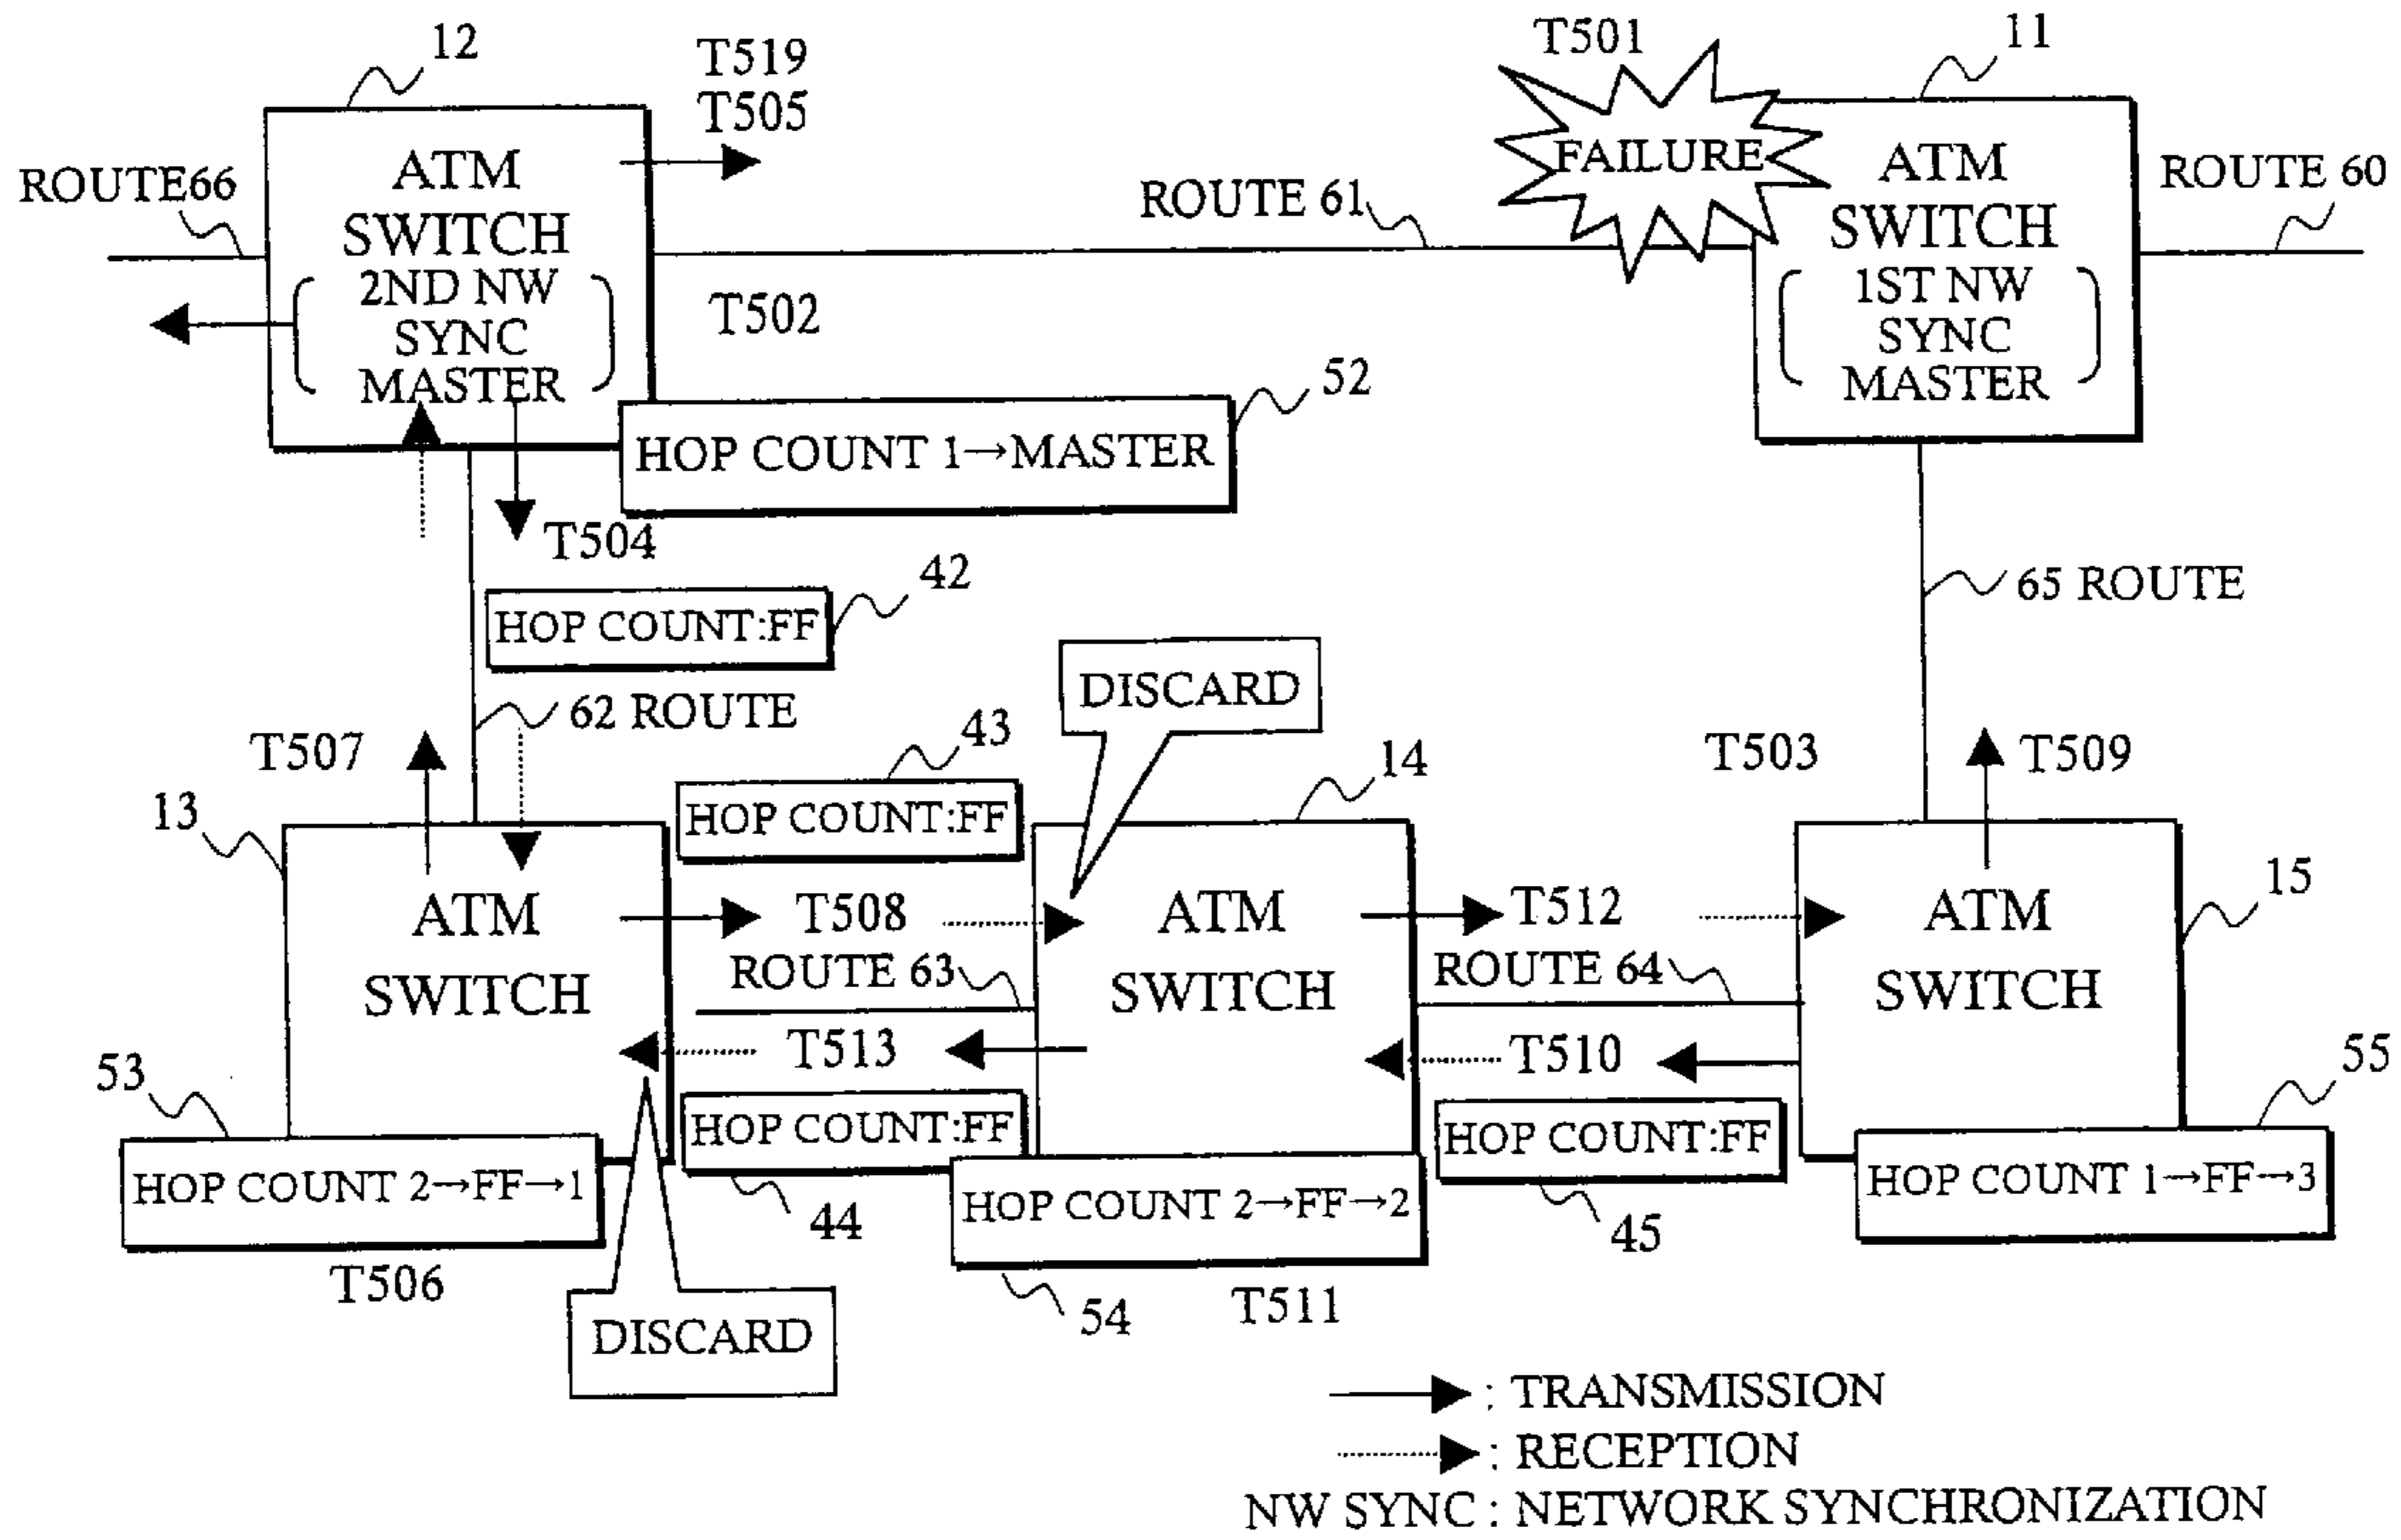 12
T519
T505
T501
11
FAILURE
ATM
SWITCH
2ND NW
SYNC
MASTER
ROUTE66
ROUTE 61
ATM
SWITCH
1ST NW
SYNC
MASTER
ROUTE 60
T502
52
HOP COUNT 1→MASTER
T504
42
HOP COUNT:FF
65 ROUTE
DISCARD
62 ROUTE
T507
43
14
T503
T509
13
HOP COUNT:FF
ATM
SWITCH
T508
ROUTE 63
T513
ATM
SWITCH
T512
ROUTE 64
T510
ATM
SWITCH
15
53
HOP COUNT:FF
HOP COUNT:FF
55
HOP COUNT 2→FF→1
44
HOP COUNT 2→FF→2
45
HOP COUNT 1→FF→3
T506
DISCARD
54
T511
: TRANSMISSION
: RECEPTION
NW SYNC : NETWORK SYNCHRONIZATION